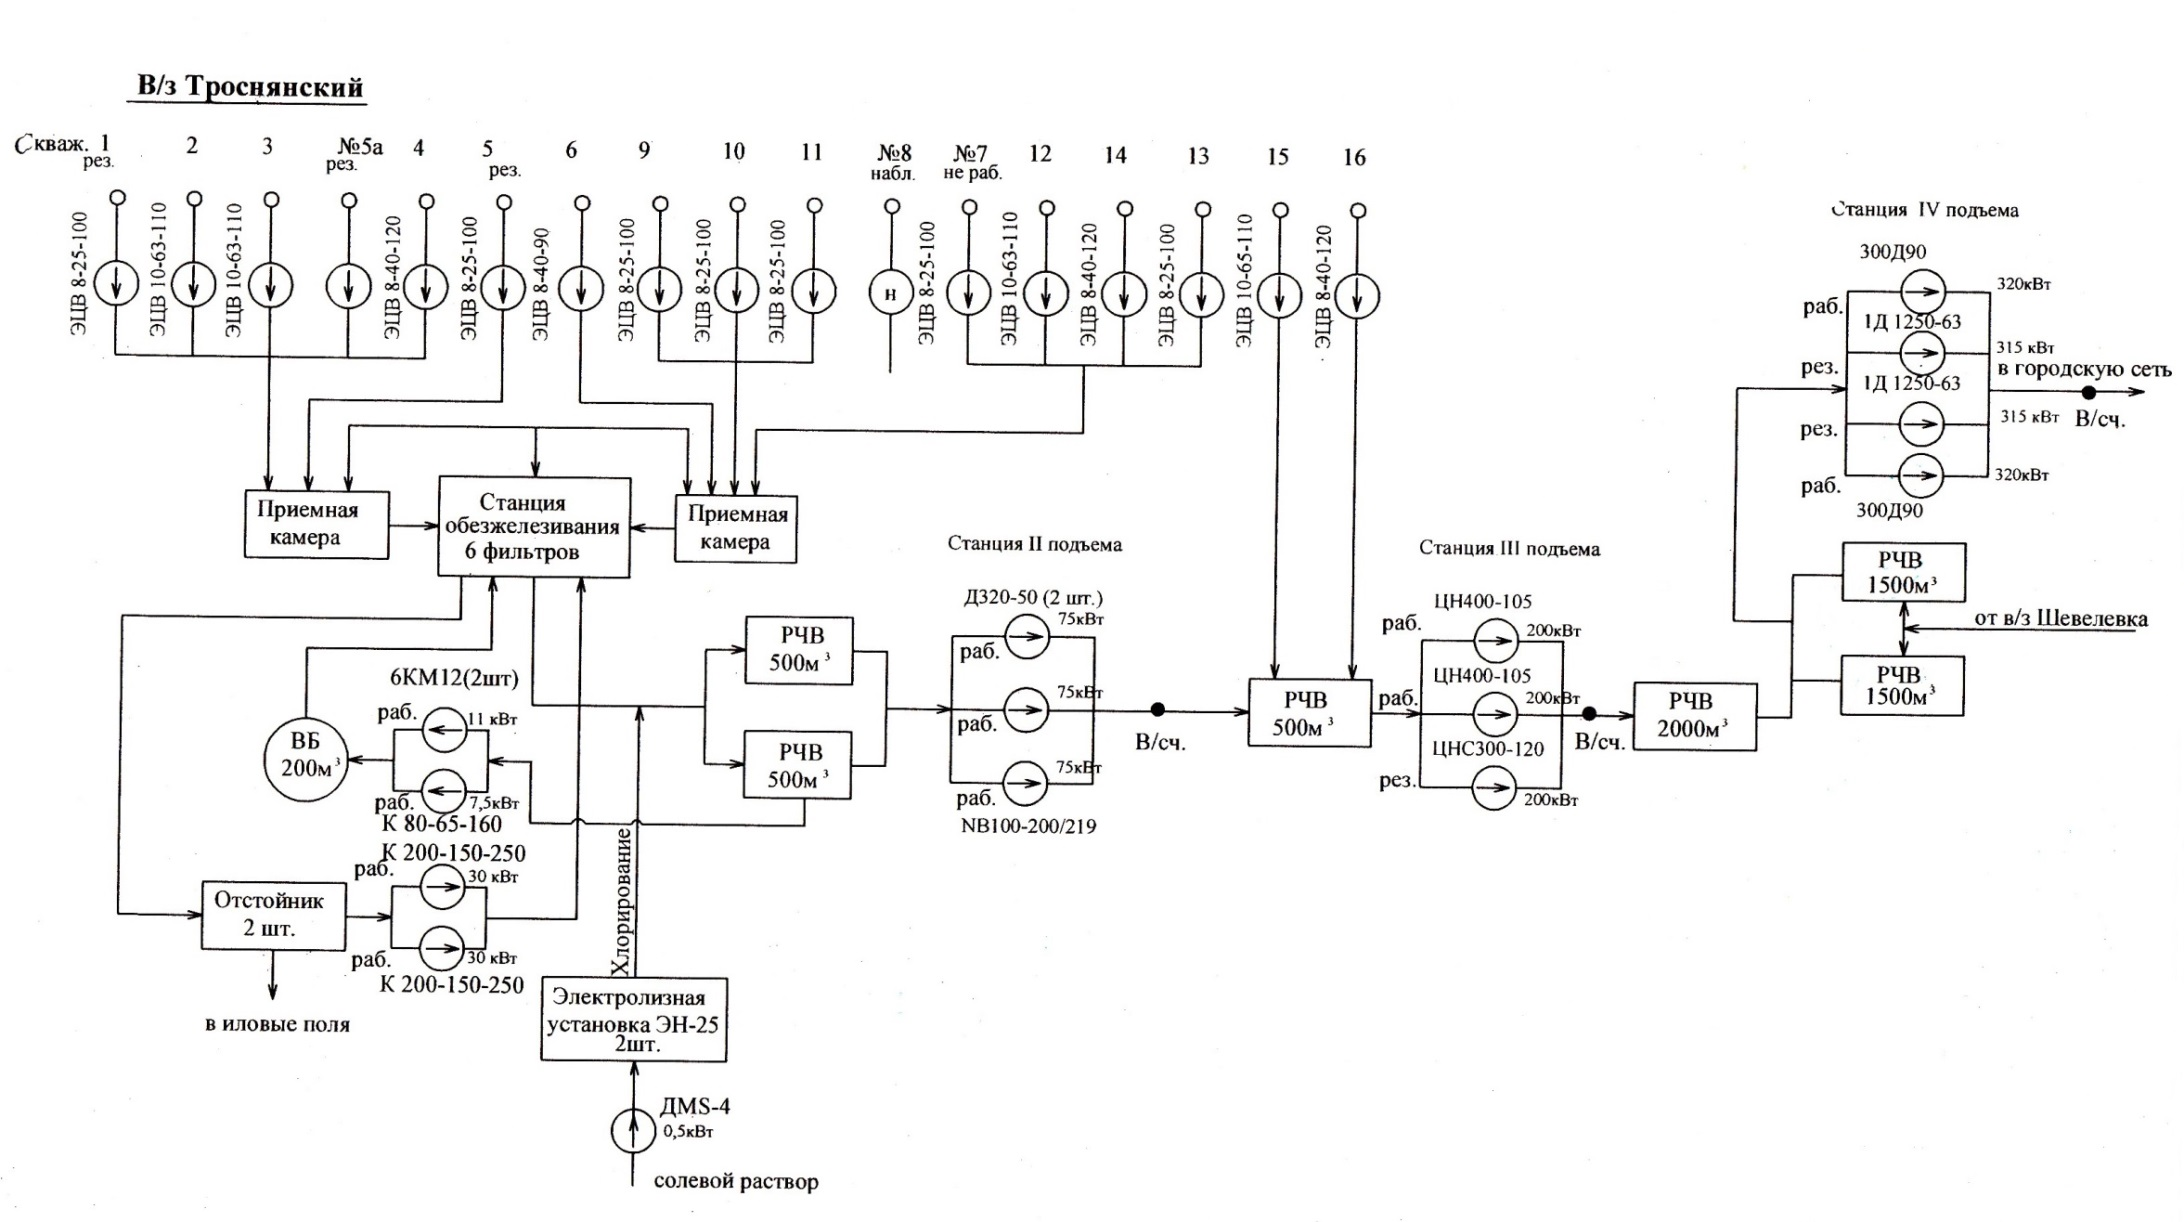 В/з Троснянский
Скваж. 1 2 3 №5а 4 5 6 9 10 11 №8 №7 12 14 13 15 16
рез. рез. рез. набл. не раб.
ЭЦВ 8-25-100
ЭЦВ 10-63-110
ЭЦВ 10-63-110
ЭЦВ 8-40-120
ЭЦВ 8-25-100
ЭЦВ 8-40-90
ЭЦВ 8-25-100
ЭЦВ 8-25-100
ЭЦВ 8-25-100
н
ЭЦВ 8-25-100
ЭЦВ 10-63-110
ЭЦВ 8-40-120
ЭЦВ 8-25-100
ЭЦВ 10-65-110
ЭЦВ 8-40-120
Станция IV подъема
300Д90
320кВт
раб.
1Д 1250-63
315 кВт
рез.
в городскую сеть
1Д 1250-63
315 кВт
В/сч.
рез.
320кВт
раб.
300Д90
Приемная
камера
Станция
обезжелезивания
6 фильтров
Приемная
камера
Станция II подъема
Д320-50 (2 шт.)
75кВт
раб.
75кВт
раб.
75кВт
раб.
NB100-200/219
В/сч.
Станция III подъема
ЦН400-105
раб.
200кВт
ЦН400-105
раб.
200кВт
ЦНС300-120
рез.
200кВт
В/сч.
РЧВ
1500м³
от в/з Шевелевка
РЧВ
1500м³
РЧВ
500м³
РЧВ
500м³
РЧВ
500м³
РЧВ
2000м³
6КМ12(2шт)
раб.
11 кВт
ВБ
200м³
раб.
7,5кВт
К 80-65-160
К 200-150-250
раб.
30 кВт
Отстойник
2 шт.
раб.
30 кВт
К 200-150-250
в иловые поля
Хлорирование
Электролизная
установка ЭН-25
2шт.
ДМS-4
0,5кВт
солевой раствор